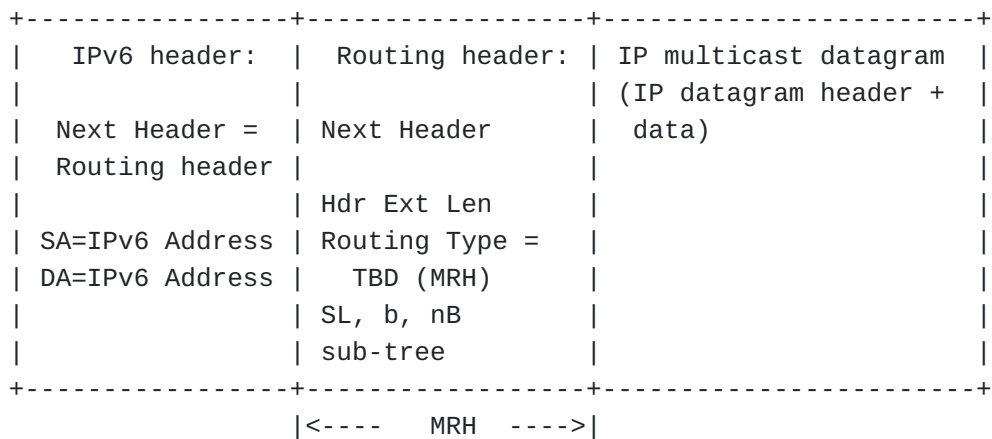 +-----------------+------------------+------------------------+
|   IPv6 header:  |  Routing header: | IP multicast datagram  |
|                 |                  | (IP datagram header +  |
|  Next Header =  | Next Header      |  data)                 |
|  Routing header |                  |                        |
|                 | Hdr Ext Len      |                        |
| SA=IPv6 Address | Routing Type =   |                        |
| DA=IPv6 Address |   TBD (MRH)      |                        |
|                 | SL, b, nB        |                        |
|                 | sub-tree         |                        |
+-----------------+------------------+------------------------+
                  |<----   MRH  ---->|